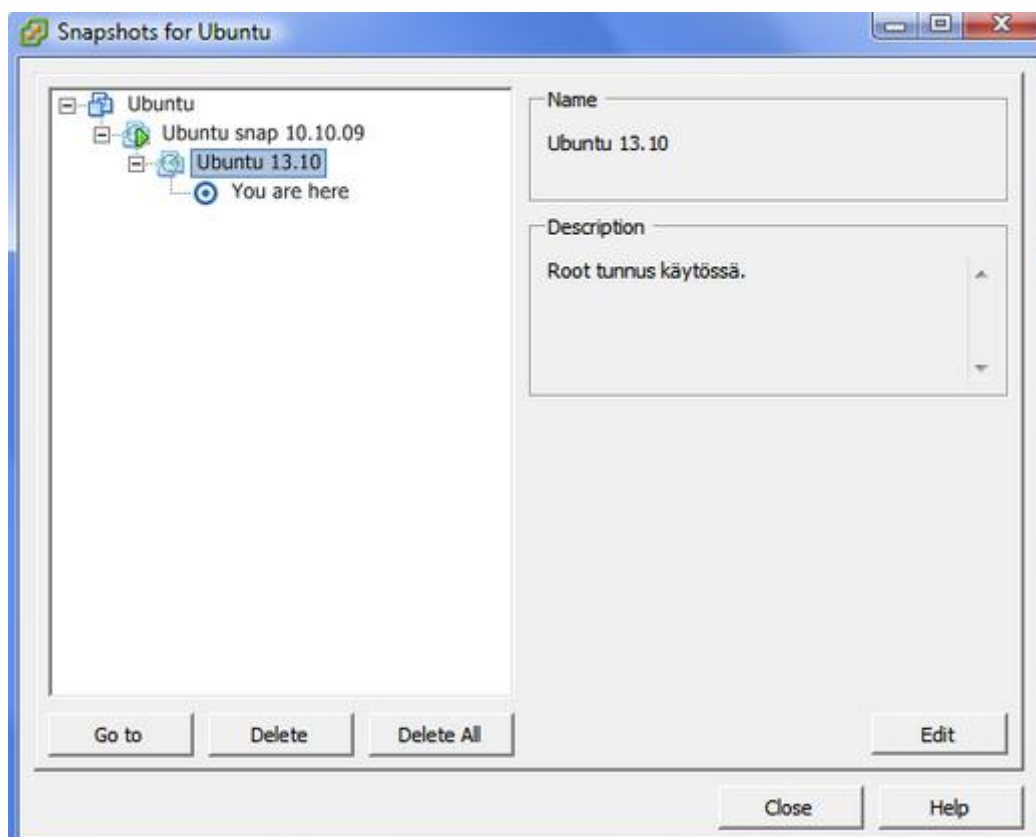 Snapshots for Ubuntu
Ubuntu
Ubuntu snap 10.10.09
Ubuntu 13.10
You are here
Name
Ubuntu 13.10
Description
Root tunnus käytössä.
Go to
Delete
Delete All
Edit
Close
Help